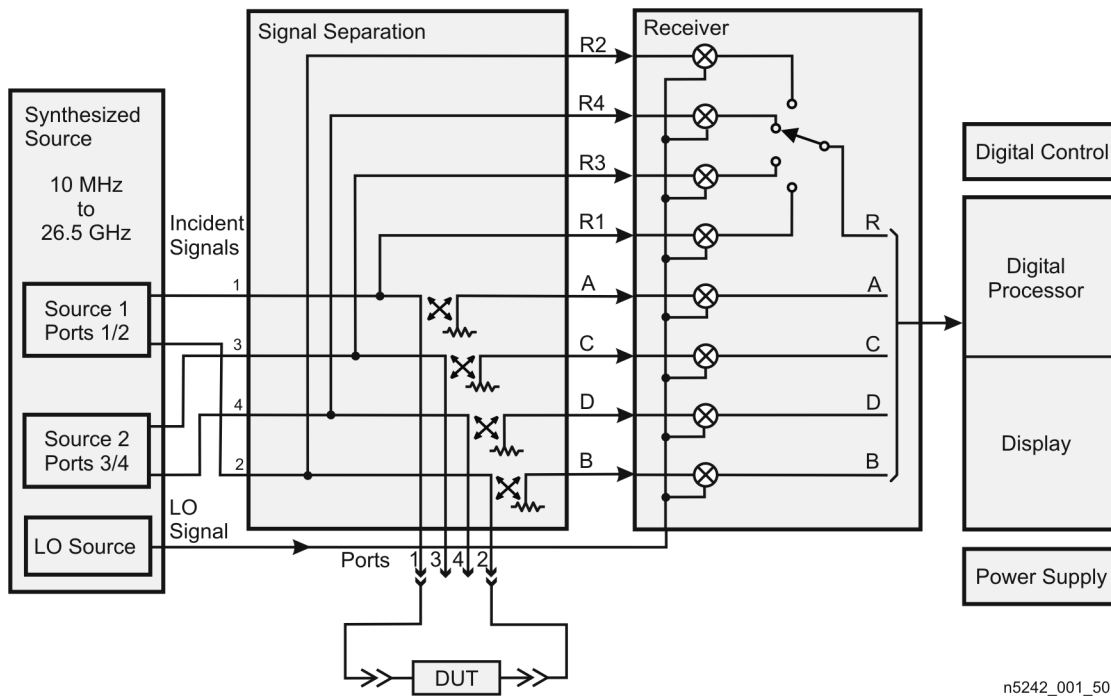 Signal Separation
Receiver
R2
R4
R3
R1
A
C
D
B
Synthesized
Source
10 MHz
to
26.5 GHz
Incident
Signals
1
3
4
2
Source 1
Ports 1/2
Source 2
Ports 3/4
LO
Signal
LO Source
R
A
C
D
B
Digital Control
Digital
Processor
Display
Power Supply
Ports 1 3 4 2
DUT
n5242_001_50